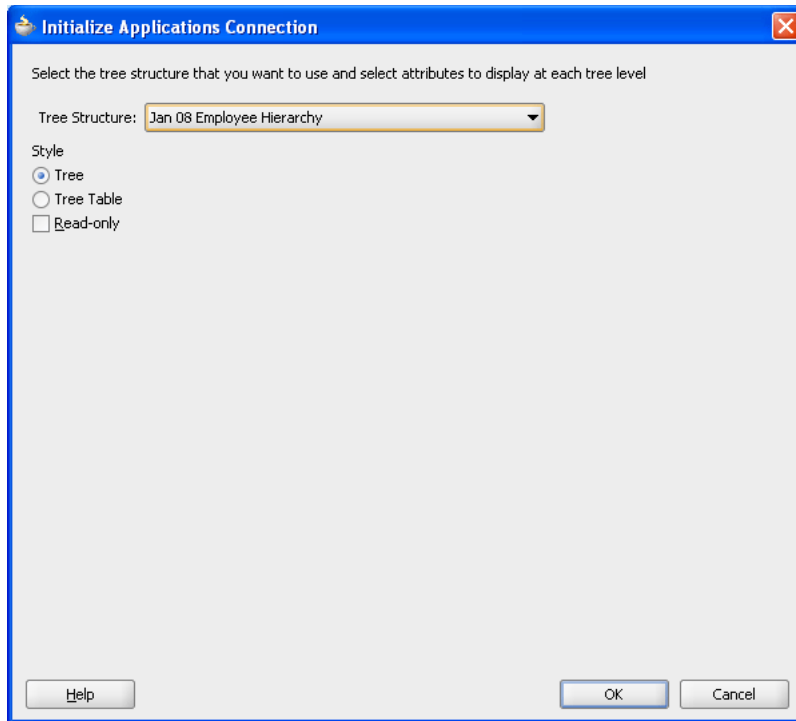 Initialize Applications Connection
Select the tree structure that you want to use and select attributes to display at each tree level
Tree Structure: Jan 08 Employee Hierarchy
Style
Tree
Tree Table
Read-only
Help OK Cancel